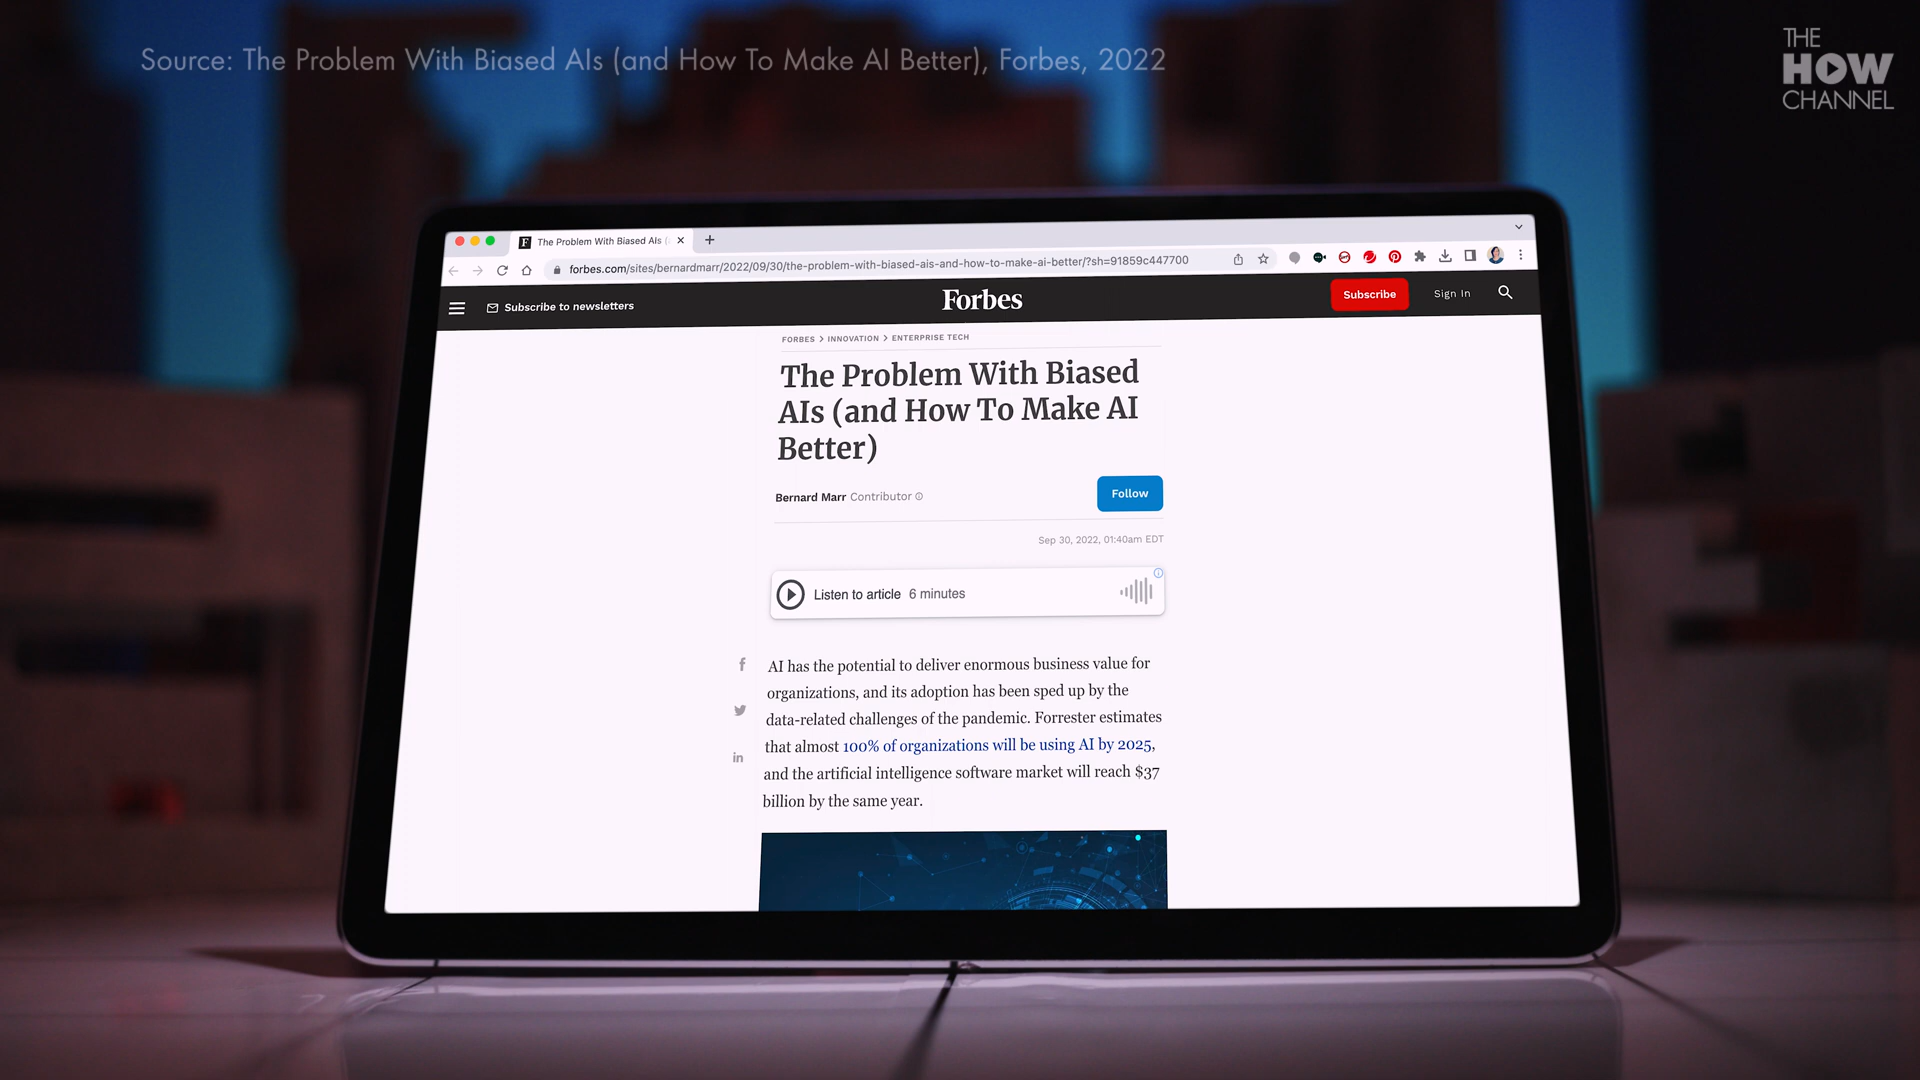 Source: The Problem With Biased AIs (and How To Make AI Better), Forbes, 2022
THE
HOW
CHANNEL
The Problem With Biased AIs (
forbes.com/sites/bernardmarr/2022/09/30/the-problem-with-biased-ais-and-how-to-make-ai-better/?sh=91859c447700
Subscribe to newsletters
Forbes
Subscribe
Sign In
FORBES > INNOVATION > ENTERPRISE TECH
The Problem With Biased
AIs (and How To Make AI
Better)
Bernard Marr Contributor
Follow
Sep 30, 2022, 01:40am EDT
Listen to article 6 minutes
AI has the potential to deliver enormous business value for
organizations, and its adoption has been sped up by the
data-related challenges of the pandemic. Forrester estimates
that almost 100% of organizations will be using AI by 2025,
and the artificial intelligence software market will reach $37
billion by the same year.